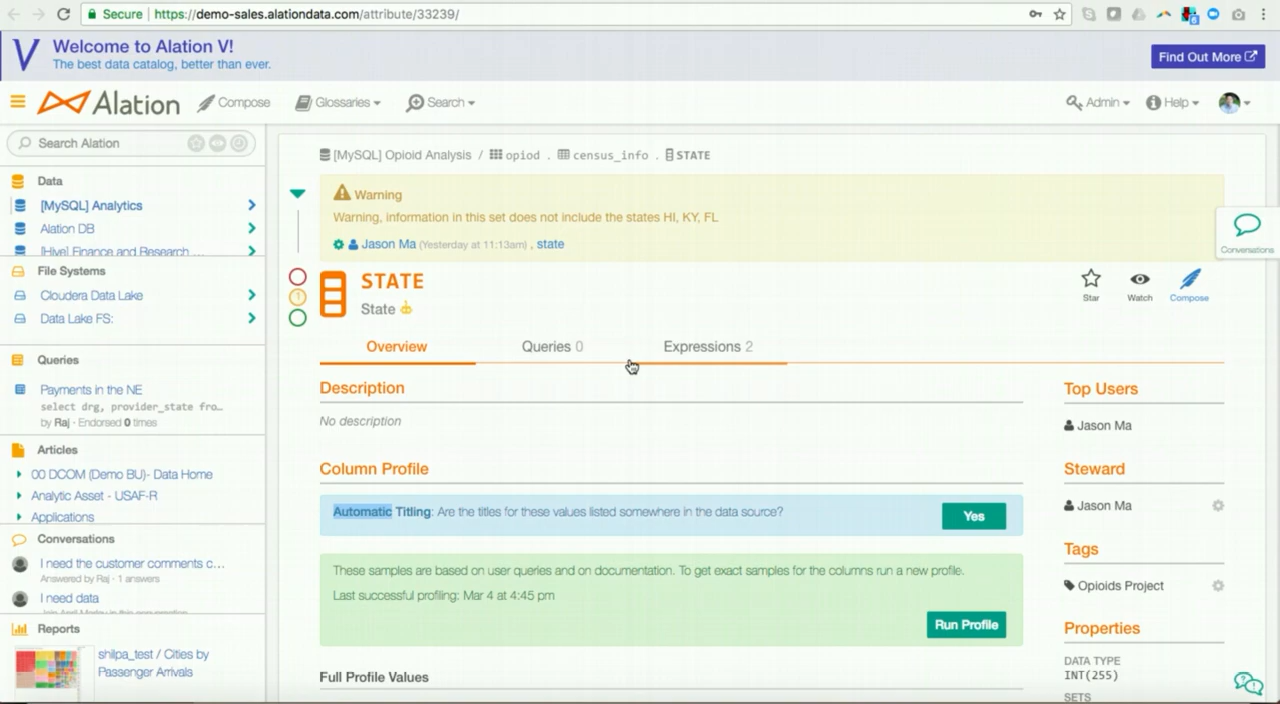 Secure | https://demo-sales.alationdata.com/attribute/33239/
V Welcome to Alation V!
The best data catalog, better than ever.
Find Out More
Alation Compose Glossaries Search Admin Help
Search Alation
Data
[MySQL] Analytics
Alation DB
[Hive] Finance and Research ...
File Systems
Cloudera Data Lake
Data Lake FS:
Queries
Payments in the NE
select drg, provider_state fro…
by Raj - Endorsed 0 times
Articles
00 DCOM (Demo BU)- Data Home
Analytic Asset - USAF-R
Applications
Conversations
I need the customer comments c...
Answered by Raj - 1 answers
I need data
Reports
shilpa_test / Cities by
Passenger Arrivals
[MySQL] Opioid Analysis / opiod . census_info . STATE
Warning
Warning, information in this set does not include the states HI, KY, FL
Jason Ma (Yesterday at 11:13am) , state
Conversations
STATE
State
Star Watch Compose
Overview Queries 0 Expressions 2
Description
No description
Column Profile
Automatic Titling: Are the titles for these values listed somewhere in the data source?
Yes
These samples are based on user queries and on documentation. To get exact samples for the columns run a new profile.
Last successful profiling: Mar 4 at 4:45 pm
Run Profile
Full Profile Values
Top Users
Jason Ma
Steward
Jason Ma
Tags
Opioids Project
Properties
DATA TYPE
INT(255)
SETS